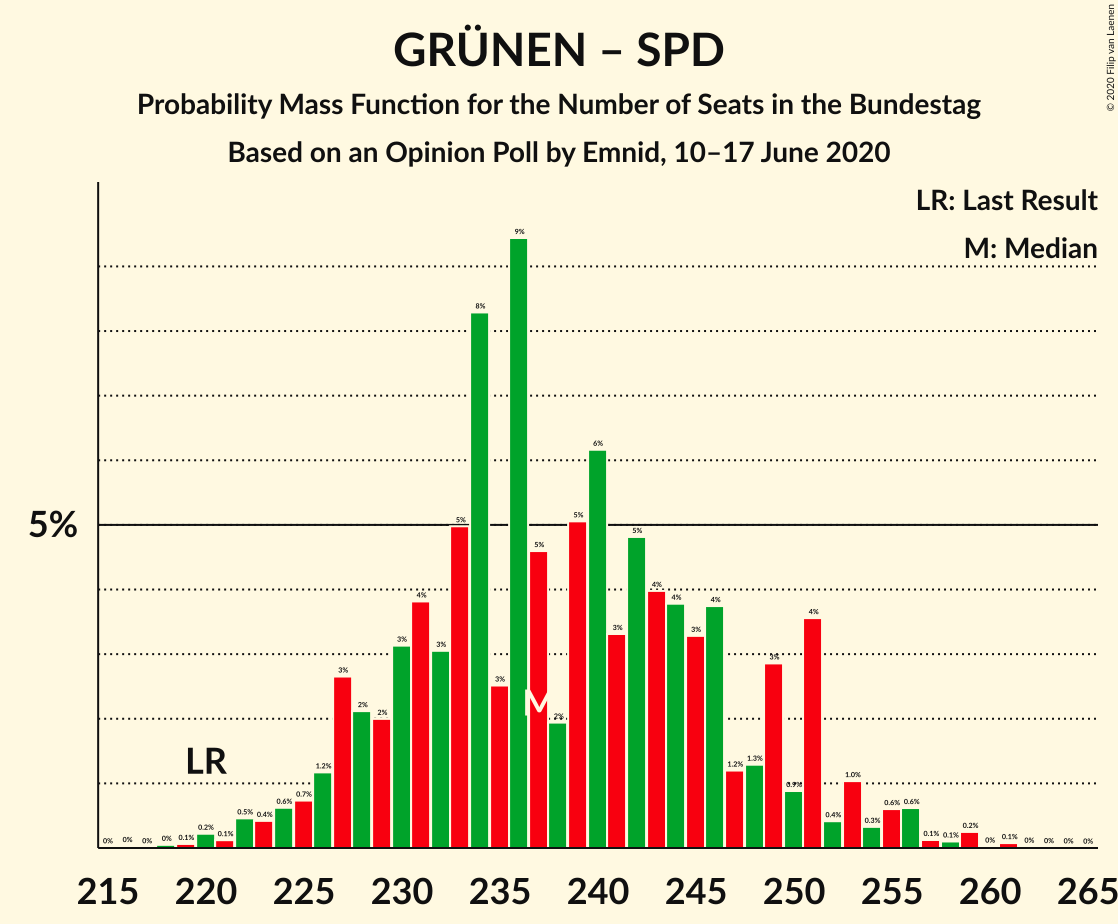 GRÜNEN – SPD
Probability Mass Function for the Number of Seats in the Bundestag
Based on an Opinion Poll by Emnid, 10–17 June 2020
© 2020 Filip van Laenen
LR: Last Result
M: Median
5%
LR
M
0% 0% 0% 0% 0.1% 0.2% 0.1% 0.5% 0.4% 0.6% 0.7% 1.2% 3% 2% 2% 3% 4% 3% 5% 8% 3% 9% 5% 2% 5% 6% 3% 5% 4% 4% 3% 4% 1.2% 1.3% 3% 0.9% 4% 0.4% 1.0% 0.3% 0.6% 0.6% 0.1% 0.1% 0.2% 0% 0.1% 0% 0% 0% 0%
215 220 225 230 235 240 245 250 255 260 265